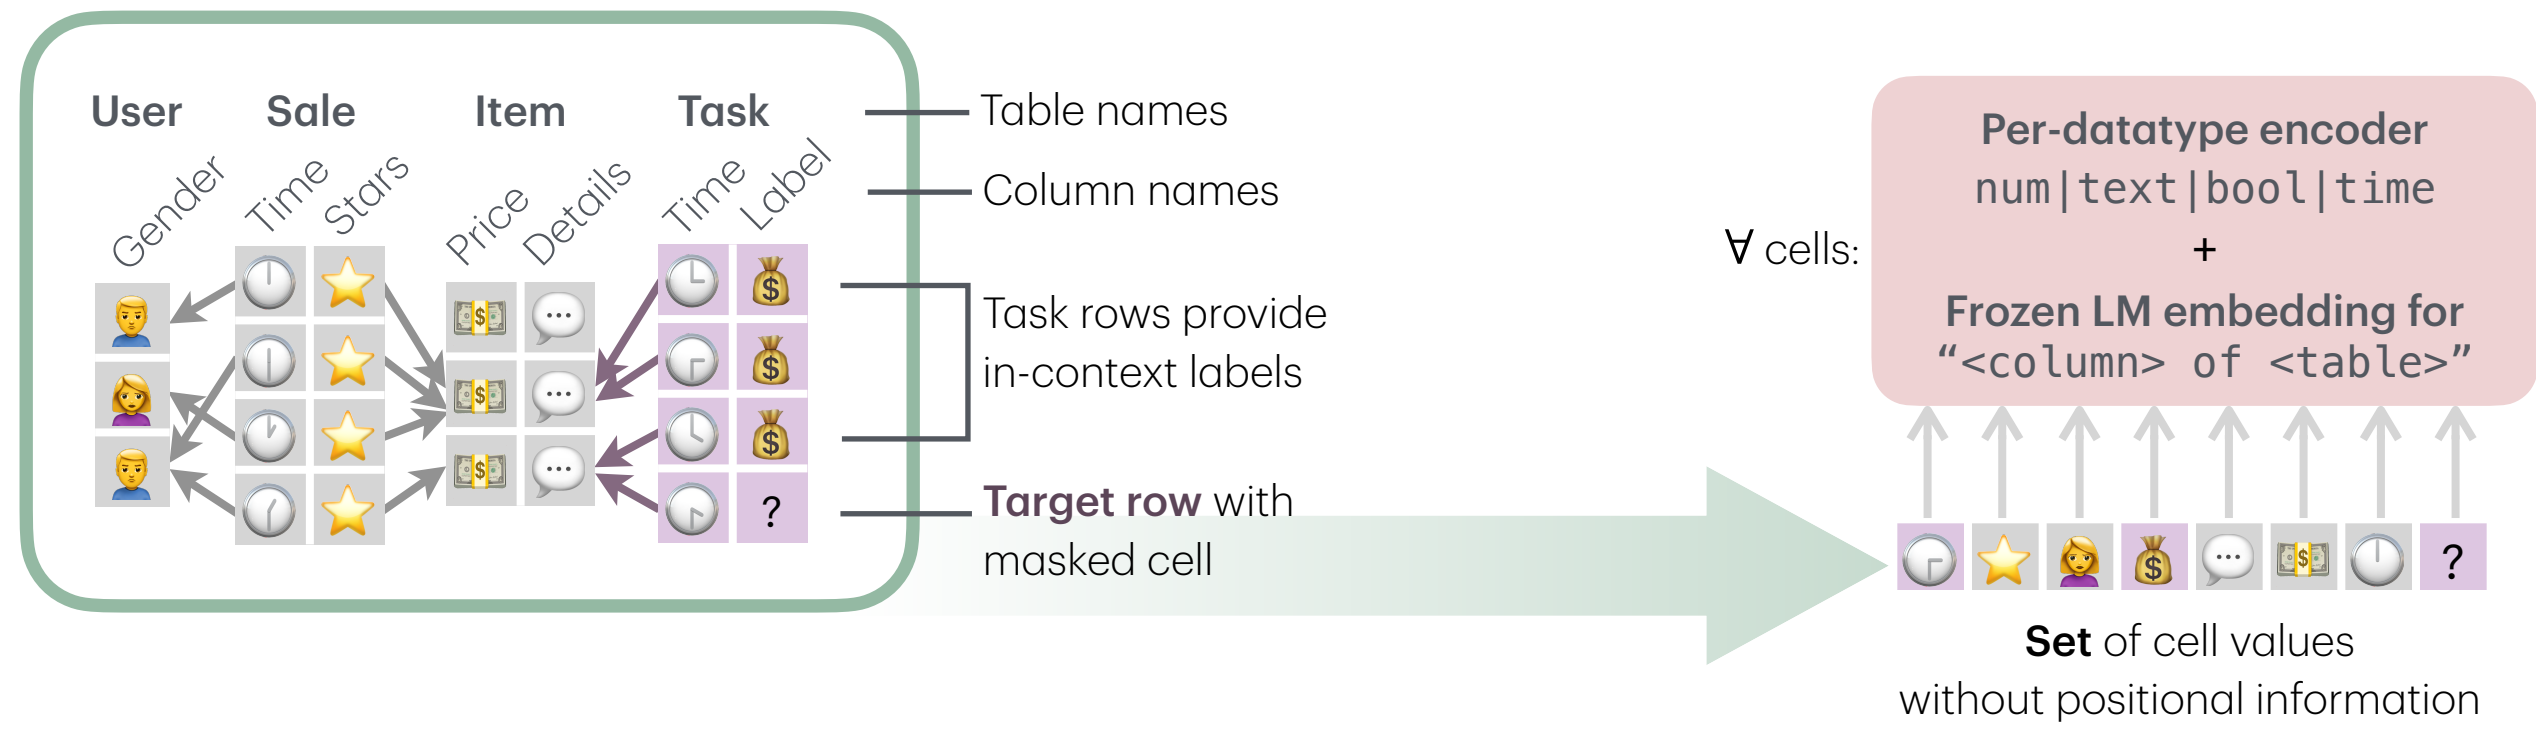 User
Sale
Item
Task
Table names
Gender
Time
Stars
Price
Details
Time
Label
Column names
Task rows provide
in-context labels
?
Target row with
masked cell
∀ cells:
Per-datatype encoder
num|text|bool|time
+
Frozen LM embedding for
“<column> of <table>”
?
Set of cell values
without positional information